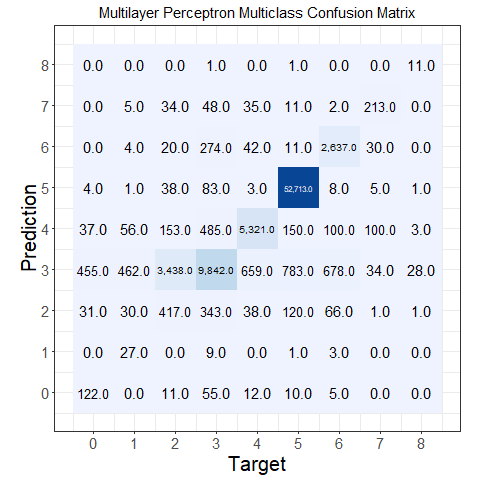 Multilayer Perceptron Multiclass Confusion Matrix
Prediction
8 0.0 0.0 0.0 1.0 0.0 1.0 0.0 0.0 11.0
7 0.0 5.0 34.0 48.0 35.0 11.0 2.0 213.0 0.0
6 0.0 4.0 20.0 274.0 42.0 11.0 2,637.0 30.0 0.0
5 4.0 1.0 38.0 83.0 3.0 52,713.0 8.0 5.0 1.0
4 37.0 56.0 153.0 485.0 5,321.0 150.0 100.0 100.0 3.0
3 455.0 462.0 3,438.0 9,842.0 659.0 783.0 678.0 34.0 28.0
2 31.0 30.0 417.0 343.0 38.0 120.0 66.0 1.0 1.0
1 0.0 27.0 0.0 9.0 0.0 1.0 3.0 0.0 0.0
0 122.0 0.0 11.0 55.0 12.0 10.0 5.0 0.0 0.0
0 1 2 3 4 5 6 7 8
Target